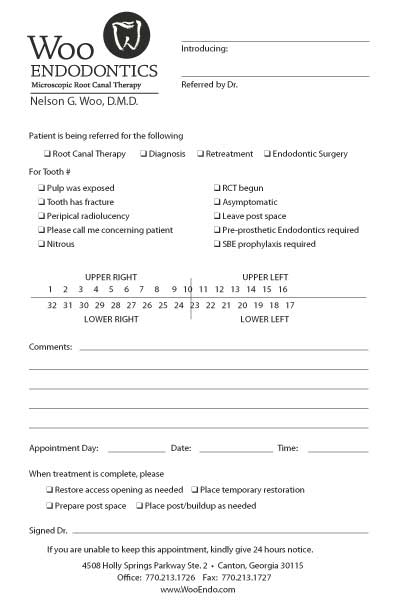 Woo
ENDODONTICS
Microscopic Root Canal Therapy
Nelson G. Woo, D.M.D.
Introducing:
Referred by Dr.
Patient is being referred for the following
❑ Root Canal Therapy ❑ Diagnosis ❑ Retreatment ❑ Endodontic Surgery
For Tooth #
❑ Pulp was exposed ❑ RCT begun
❑ Tooth has fracture ❑ Asymptomatic
❑ Peripical radiolucency ❑ Leave post space
❑ Please call me concerning patient ❑ Pre-prosthetic Endodontics required
❑ Nitrous ❑ SBE prophylaxis required
UPPER RIGHT UPPER LEFT
1 2 3 4 5 6 7 8 9 10 11 12 13 14 15 16
32 31 30 29 28 27 26 25 24 23 22 21 20 19 18 17
LOWER RIGHT LOWER LEFT
Comments:
Appointment Day: Date: Time:
When treatment is complete, please
❑ Restore access opening as needed ❑ Place temporary restoration
❑ Prepare post space ❑ Place post/buildup as needed
Signed Dr.
If you are unable to keep this appointment, kindly give 24 hours notice.
4508 Holly Springs Parkway Ste. 2 • Canton, Georgia 30115
Office: 770.213.1726 Fax: 770.213.1727
www.WooEndo.com